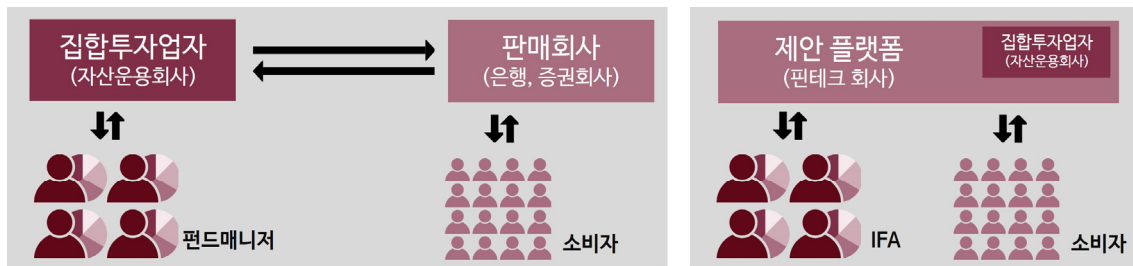 집합투자업자
(자산운용회사)
판매회사
(은행, 증권회사)
펀드매니저
소비자
제안 플랫폼
(핀테크 회사)
집합투자업자
(자산운용회사)
IFA
소비자